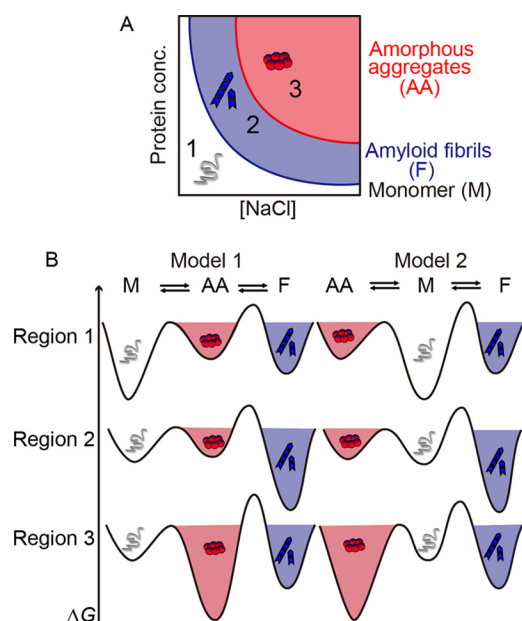 A
Protein conc.
1
2
3
[NaCl]
Amorphous
aggregates
(AA)
Amyloid fibrils
(F)
Monomer (M)
B
Model 1 Model 2
M AA F AA M F
Region 1
Region 2
Region 3
ΔG